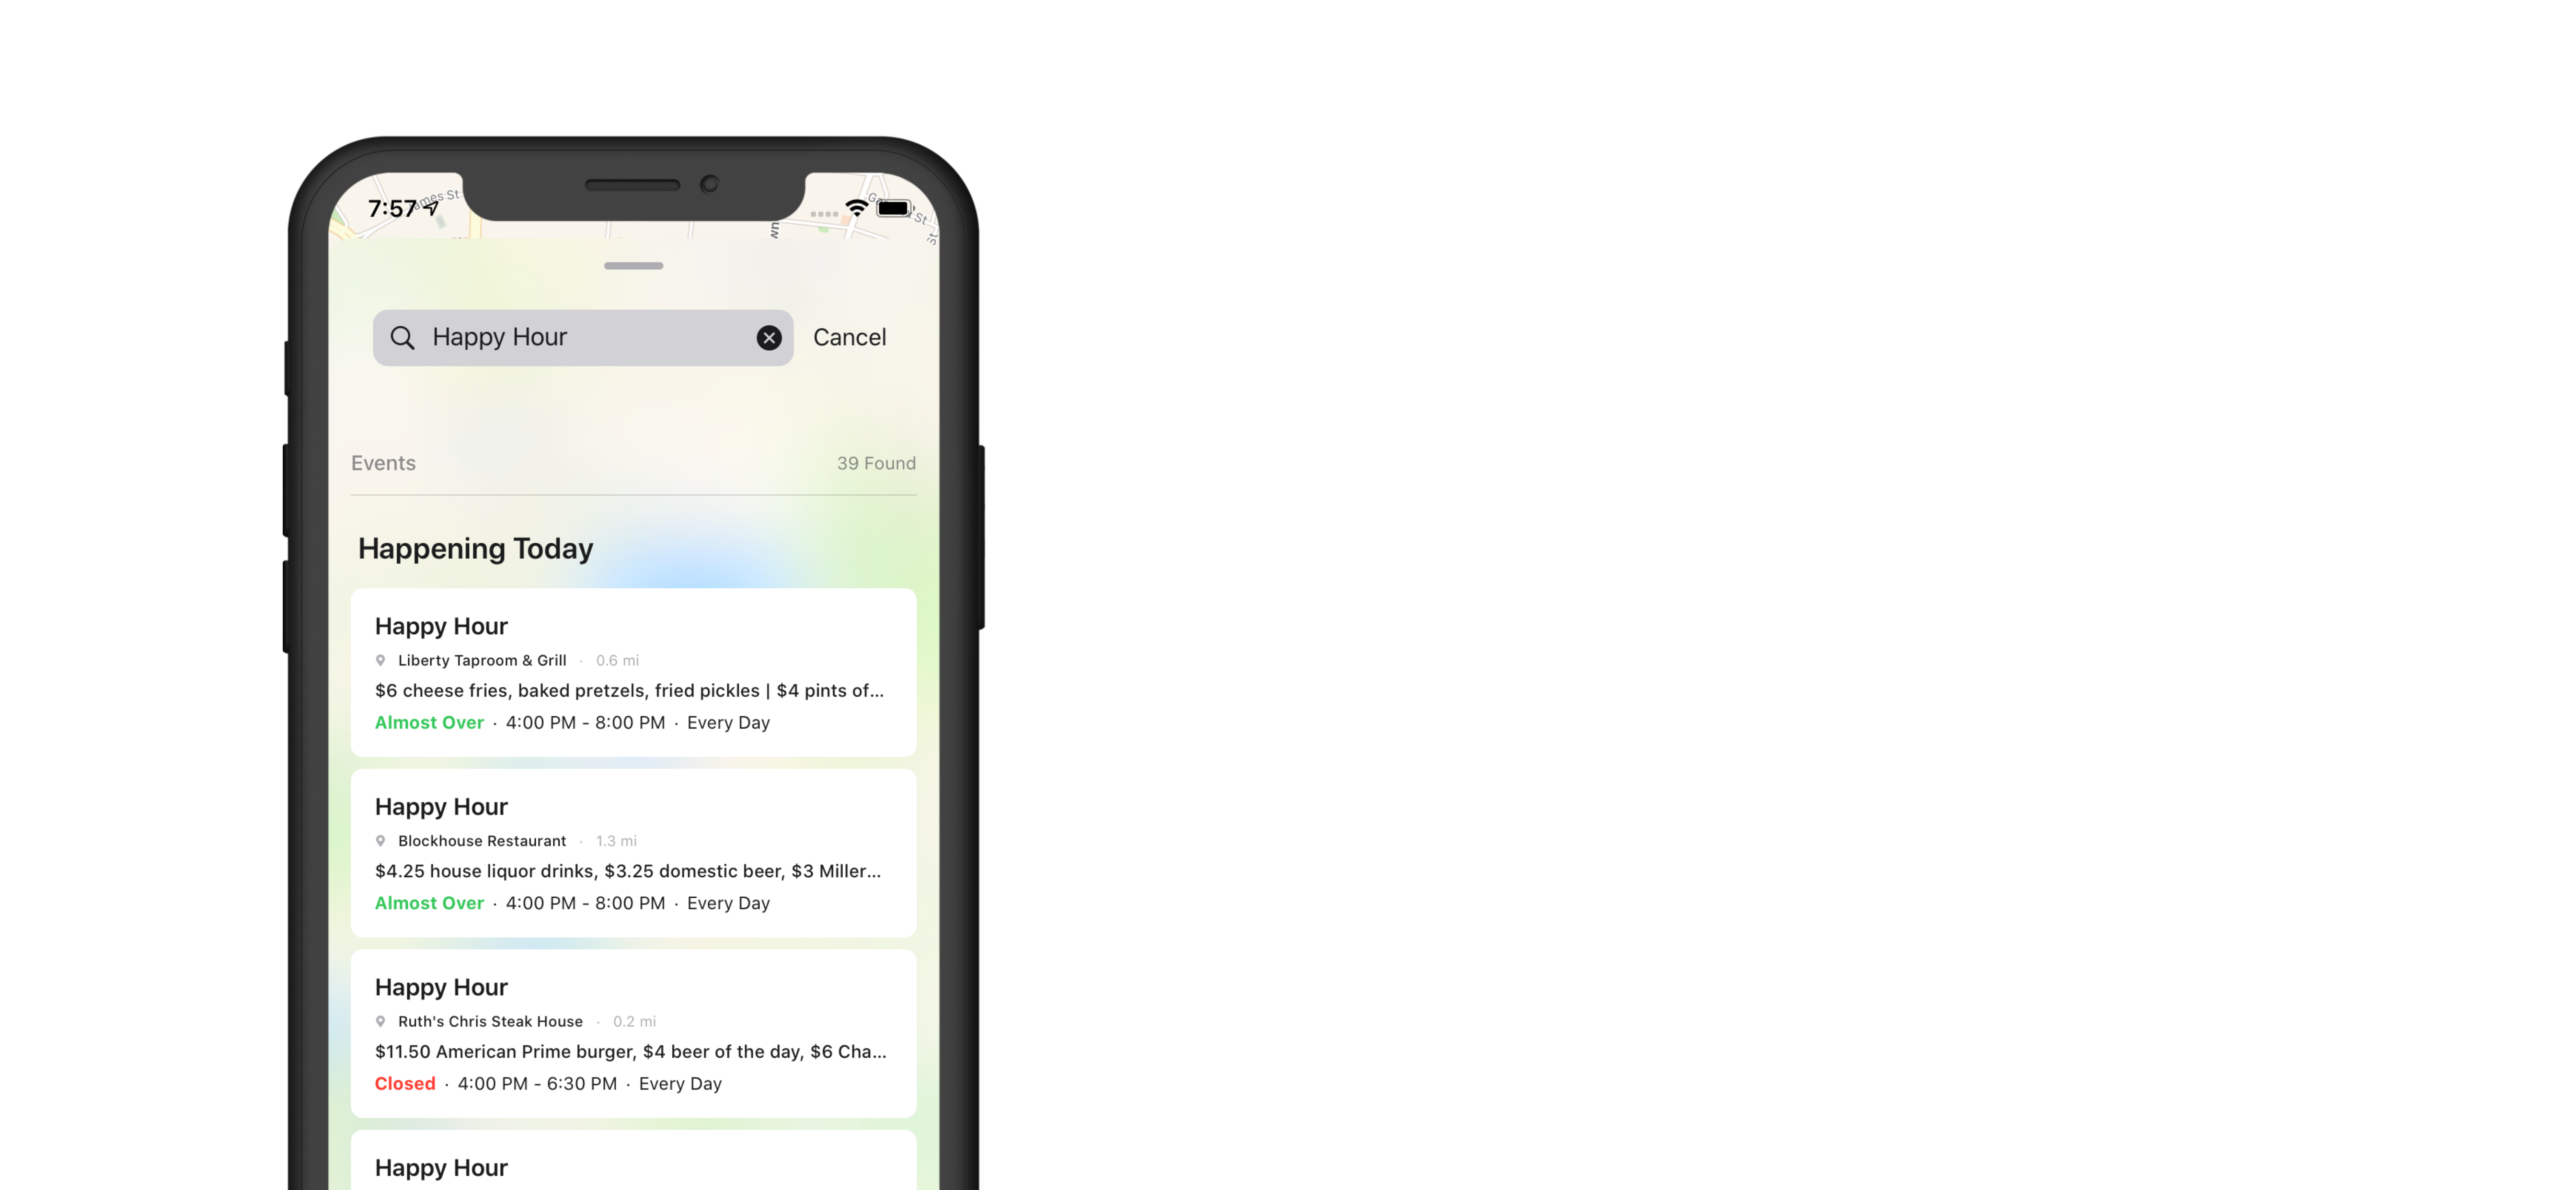 7:57
Happy Hour
Cancel
Events
39 Found
Happening Today
Happy Hour
Liberty Taproom & Grill · 0.6 mi
$6 cheese fries, baked pretzels, fried pickles | $4 pints of...
Almost Over · 4:00 PM - 8:00 PM · Every Day
Happy Hour
Blockhouse Restaurant · 1.3 mi
$4.25 house liquor drinks, $3.25 domestic beer, $3 Miller...
Almost Over · 4:00 PM - 8:00 PM · Every Day
Happy Hour
Ruth's Chris Steak House · 0.2 mi
$11.50 American Prime burger, $4 beer of the day, $6 Cha...
Closed · 4:00 PM - 6:30 PM · Every Day
Happy Hour